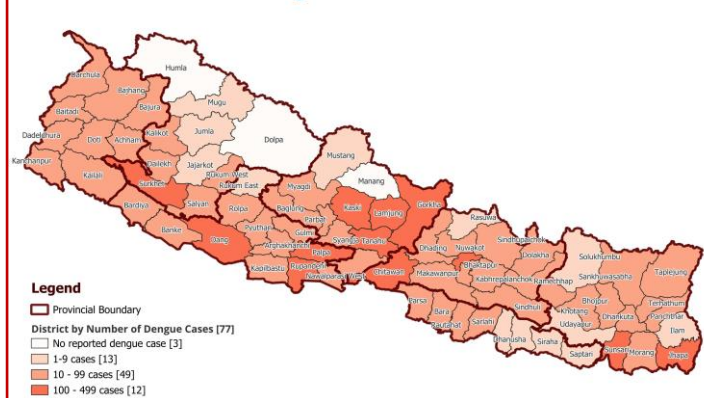 Humla
Darchula
Bajhang
Mugu
Bajura
Baitadi
Jumla
Dolpa
Dadeldhura
Doti
Achham
Kalikot
Mustang
Kanchanpur
Dailekh
Jajarkot
Rukum West
Manang
Kailali
Rukum East
Surkhet
Myagdi
Gorkha
Salyan
Rolpa
Baglung
Kaski
Lamjung
Bardiya
Parbat
Rasuwa
Banke
Pyuthan
Gulmi
Syangja
Tanahu
Dang
Arghakhanchi
Dhading
Nuwakot
Sindhupalchok
Palpa
Dolakha
Solukhumbu
Kapilbastu
Rupandehi
Nawalparasi West
Chitawan
Bhaktapur
Taplejung
Makawanpur
Kabhrepalanchok
Ramechhap
Sankhuwasabha
Parsa
Sindhuli
Khotang
Bhojpur
Terhathum
Bara
Dhankuta
Panchthar
Rautahat
Sarlahi
Udayapur
Ilam
Dhanusha
Siraha
Saptari
Sunsari
Morang
Jhapa
Legend
Provincial Boundary
District by Number of Dengue Cases [77]
No reported dengue case [3]
1-9 cases [13]
10 - 99 cases [49]
100 - 499 cases [12]